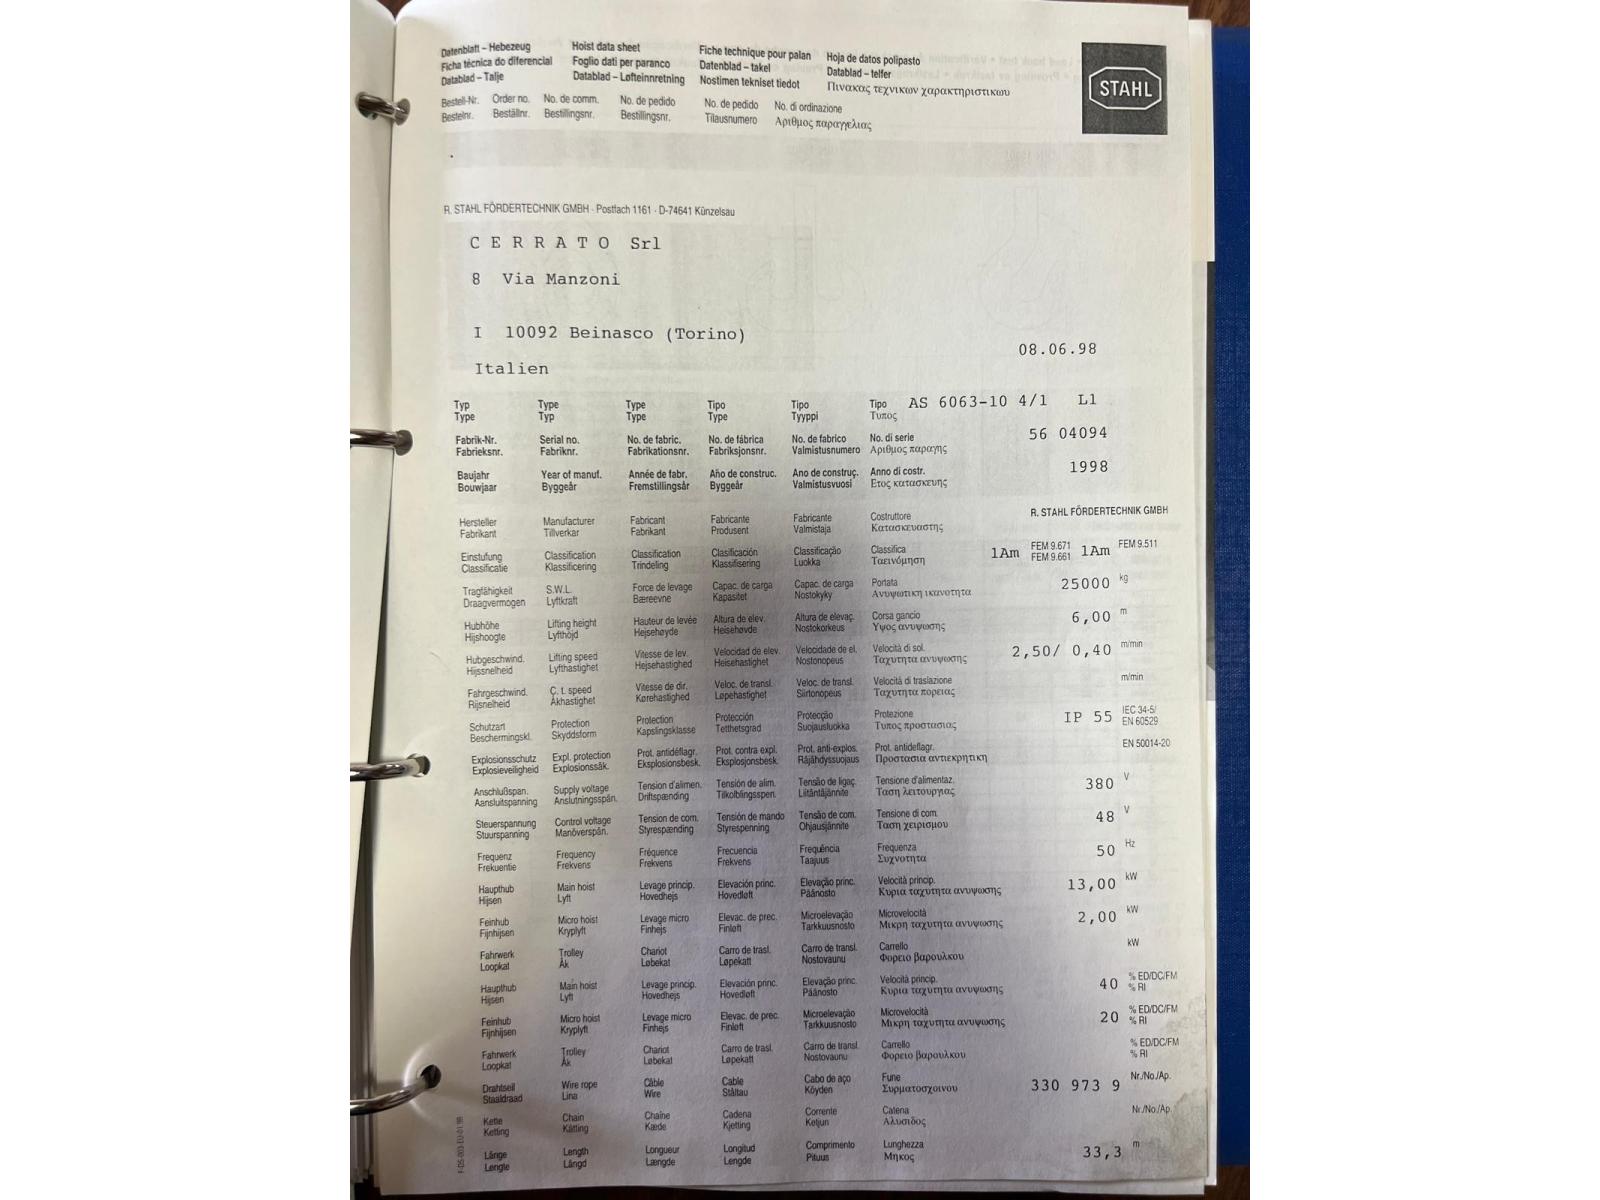 Datenblatt – Hebezeug Hoist data sheet Fiche technique pour palan Hoja de datos polipasto
Ficha técnica do diferencial Foglio dati per paranco Datenblad – takel Datablad – telfer
Datablad – Talje Datablad – Løfteinnretning Nostimen tekniset tiedot Πινακας τεχνικων χαρακτηριστικων
STAHL
Bestell-Nr. Order no. No. de comm. No. de pedido No. de pedido No. di ordinazione
Bestelnr. Beställnr. Bestillingsnr. Bestillingsnr. Tilausnumero Αριθμος παραγγελιας
R. STAHL FÖRDERTECHNIK GMBH · Postfach 1161 · D-74641 Künzelsau
C E R R A T O Srl
8 Via Manzoni
I 10092 Beinasco (Torino)
08.06.98
Italien
Typ Type Type Tipo Tipo Tipo AS 6063-10 4/1 L1
Type Typ Type Type Tyyppi Τυπος
Fabrik-Nr. Serial no. No. de fabric. No. de fábrica No. de fabrico No. di serie 56 04094
Fabrieksnr. Fabriknr. Fabrikationsnr. Fabriksjonsnr. Valmistusnumero Αριθμος παραγης
Baujahr Year of manuf. Année de fabr. Año de construc. Ano de construç. Anno di costr. 1998
Bouwjaar Byggeår Fremstillingsår Byggeår Valmistusvuosi Ετος κατασκευης
Hersteller Manufacturer Fabricant Fabricante Fabricante Costruttore R. STAHL FÖRDERTECHNIK GMBH
Fabrikant Tillverkar Fabrikant Produsent Valmistaja Κατασκευαστης
Einstufung Classification Classification Clasificación Classificação Classifica 1Am FEM 9.671 1Am FEM 9.511
Classificatie Klassificering Trindeling Klassifisering Luokka Ταεινόμηση FEM 9.661
Tragfähigkeit S.W.L. Force de levage Capac. de carga Capac. de carga Portata 25000 kg
Draagvermogen Lyftkraft Bæreevne Kapasitet Nostokyky Ανυψωτικη ικανοτητα
Hubhöhe Lifting height Hauteur de levée Altura de elev. Altura de elevaç. Corsa gancio 6,00 m
Hijshoogte Lyfthöjd Hejsehøyde Heisehøvde Nostokorkeus Υψος ανυψωσης
Hubgeschwind. Lifting speed Vitesse de lev. Velocidad de elev. Velocidade de el. Velocità di sol. 2,50/ 0,40 m/min
Hijssnelheid Lyfthastighet Hejsehastighed Heisehastighet Nostonopeus Ταχυτητα ανυψωσης
Fahrgeschwind. C. t. speed Vitesse de dir. Veloc. de transl. Veloc. de transl. Velocità di traslazione m/min
Rijsnelheid Åkhastighet Kørehastighed Løpehastighet Siirtonopeus Ταχυτητα πορειας
Schutzart Protection Protection Protección Protecção Protezione IP 55 IEC 34-5/
Beschermingskl. Skyddsform Kapslingsklasse Tetthetsgrad Suojausluokka Τυπος προστασιας EN 60529
Explosionsschutz Expl. protection Prot. antidéflagr. Prot. contra expl. Prot. anti-explos. Prot. antideflagr. EN 50014-20
Explosieveiligheid Explosionssäk. Eksplosionsbesk. Eksplosjonsbesk. Räjähdyssuojaus Προστασια αντιεκρητικη
Anschlußspan. Supply voltage Tension d'alimen. Tensión de alim. Tensão de ligaç. Tensione d'alimentaz. 380 V
Aansluitspanning Anslutningsspän. Driftspænding Tilkoblingsspen. Liitäntäjännite Ταση λειτουργιας
Steuerspannung Control voltage Tension de com. Tensión de mando Tensão de com. Tensione di com. 48 V
Stuurspanning Manöverspän. Styrespænding Styrespenning Ohjausjännite Ταση χειρισμου
Frequenz Frequency Fréquence Frecuencia Frequência Frequenza 50 Hz
Frekuentie Frekvens Frekvens Frekvens Taajuus Συχνοτητα
Haupthub Main hoist Levage princip. Elevación princ. Elevação princ. Velocità princip. 13,00 kW
Hijsen Lyft Hovedhejs Hovedløft Päänosto Κυρια ταχυτητα ανυψωσης
Feinhub Micro hoist Levage micro Elevac. de prec. Microelevação Microvelocità 2,00 kW
Fijnhijsen Kryplyft Finhejs Finløft Tarkkuusnosto Μικρη ταχυτητα ανυψωσης
Fahrwerk Trolley Chariot Carro de trasl. Carro de transl. Carrello kW
Loopkat Åk Løbekat Løpekatt Nostovaunu Φορειο βαρουλκου
Haupthub Main hoist Levage princip. Elevación princ. Elevação princ. Velocità princip. 40 % ED/DC/FM
Hijsen Lyft Hovedhejs Hovedløft Päänosto Κυρια ταχυτητα ανυψωσης % RI
Feinhub Micro hoist Levage micro Elevac. de prec. Microelevação Microvelocità 20 % ED/DC/FM
Fijnhijsen Kryplyft Finhejs Finløft Tarkkuusnosto Μικρη ταχυτητα ανυψωσης % RI
Fahrwerk Trolley Chariot Carro de trasl. Carro de transl. Carrello % ED/DC/FM
Loopkat Åk Løbekat Løpekatt Nostovaunu Φορειο βαρουλκου % RI
Drahtseil Wire rope Câble Cable Cabo de aço Fune 330 973 9 Nr./No./Ap.
Staaldraad Lina Wire Ståltau Köyden Συρματοσχοινου
Kette Chain Chaîne Cadena Corrente Catena Nr./No./Ap.
Ketting Kätting Kæde Kjetting Ketjun Αλυσιδος
Länge Length Longueur Longitud Comprimento Lunghezza 33,3 m
Lengte Längd Længde Lengde Pituus Μηκος